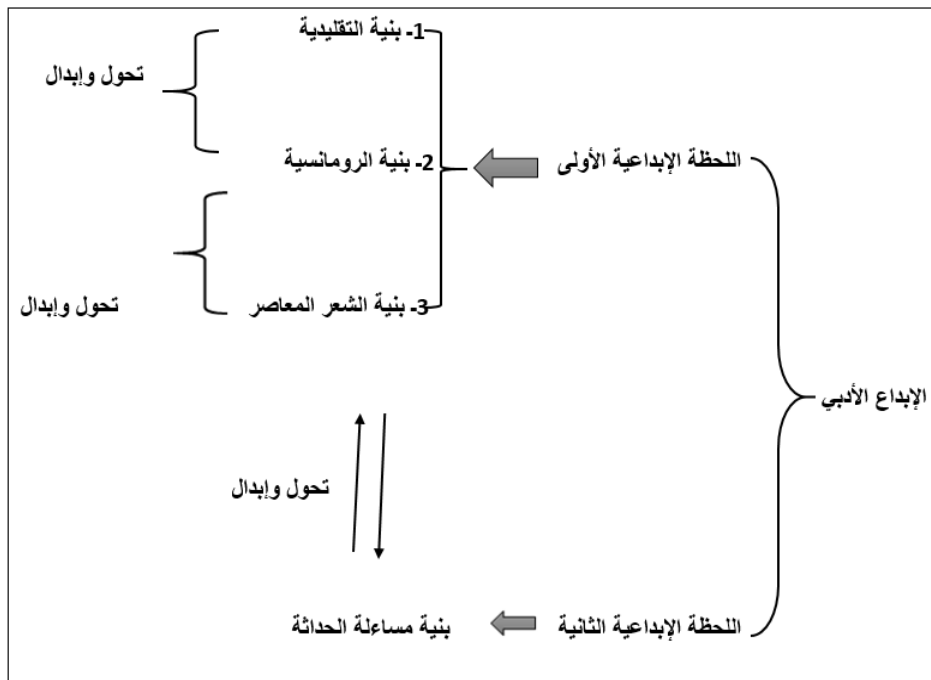 1- بنية التقليدية
تحول وإبدال
اللحظة الإبداعية الأولى
2- بنية الرومانسية
3- بنية الشعر المعاصر
تحول وإبدال
الإبداع الأدبي
تحول وإبدال
اللحظة الإبداعية الثانية
بنية مساءلة الحداثة